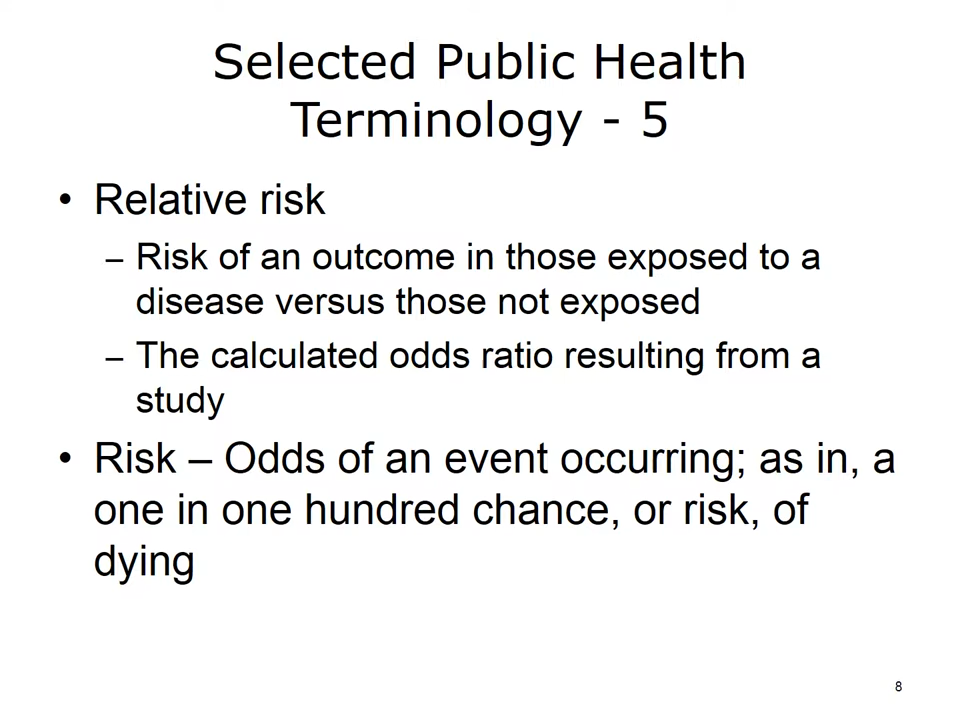 Selected Public Health
Terminology - 5
• Relative risk
– Risk of an outcome in those exposed to a
disease versus those not exposed
– The calculated odds ratio resulting from a
study
• Risk – Odds of an event occurring; as in, a
one in one hundred chance, or risk, of
dying
8